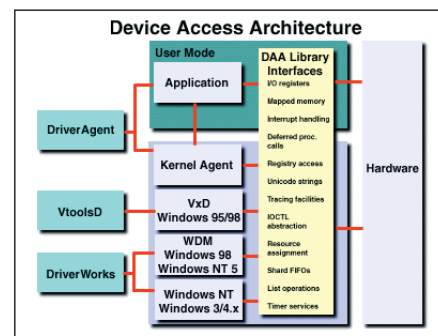 Device Access Architecture
User Mode
Application
DAA Library
Interfaces
I/O registers
Mapped memory
Interrupt handling
Deferred proc.
calls
Registry access
Unicode strings
Tracing facilities
IOCTL
abstraction
Resource
assignment
Shard FIFOs
List operations
Timer services
Hardware
DriverAgent
Kernel Agent
VtoolsD
VxD
Windows 95/98
DriverWorks
WDM
Windows 98
Windows NT 5
Windows NT
Windows 3/4.x